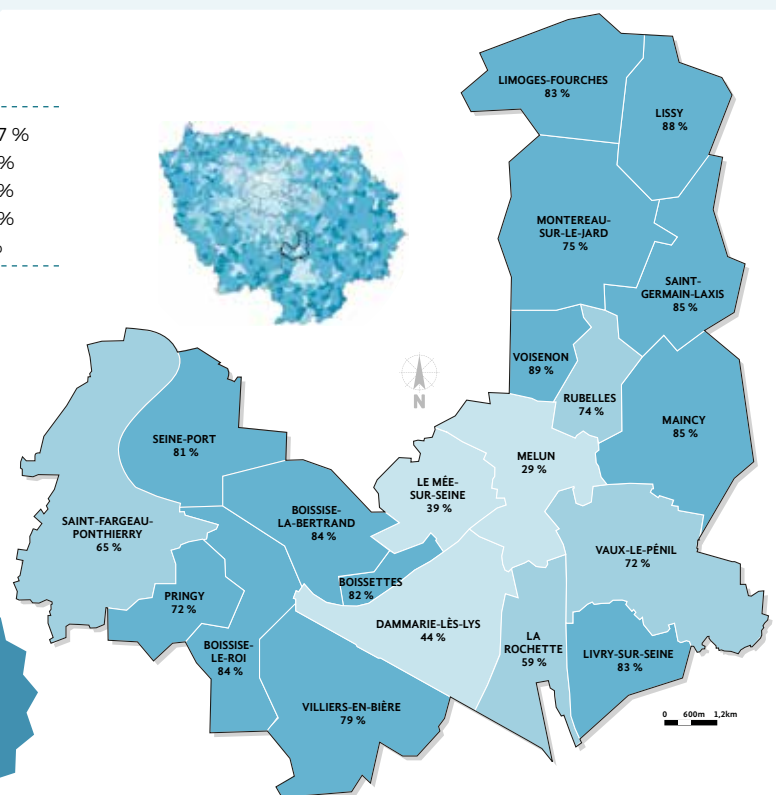 7 %
%
%
%
%
LIMOGES-FOURCHES
83 %
LISSY
88 %
MONTEREAU-
SUR-LE-JARD
75 %
SAINT-
GERMAIN-LAXIS
85 %
VOISENON
89 %
RUBELLES
74 %
MAINCY
85 %
N
SEINE-PORT
81 %
MELUN
29 %
LE MÉE-
SUR-SEINE
39 %
SAINT-FARGEAU-
PONTHIERRY
65 %
BOISSISE-
LA-BERTRAND
84 %
VAUX-LE-PÉNIL
72 %
BOISSETTES
82 %
PRINGY
72 %
DAMMARIE-LÈS-LYS
44 %
LA
ROCHETTE
59 %
BOISSISE-
LE-ROI
84 %
LIVRY-SUR-SEINE
83 %
VILLIERS-EN-BIÈRE
79 %
0 600m 1,2km